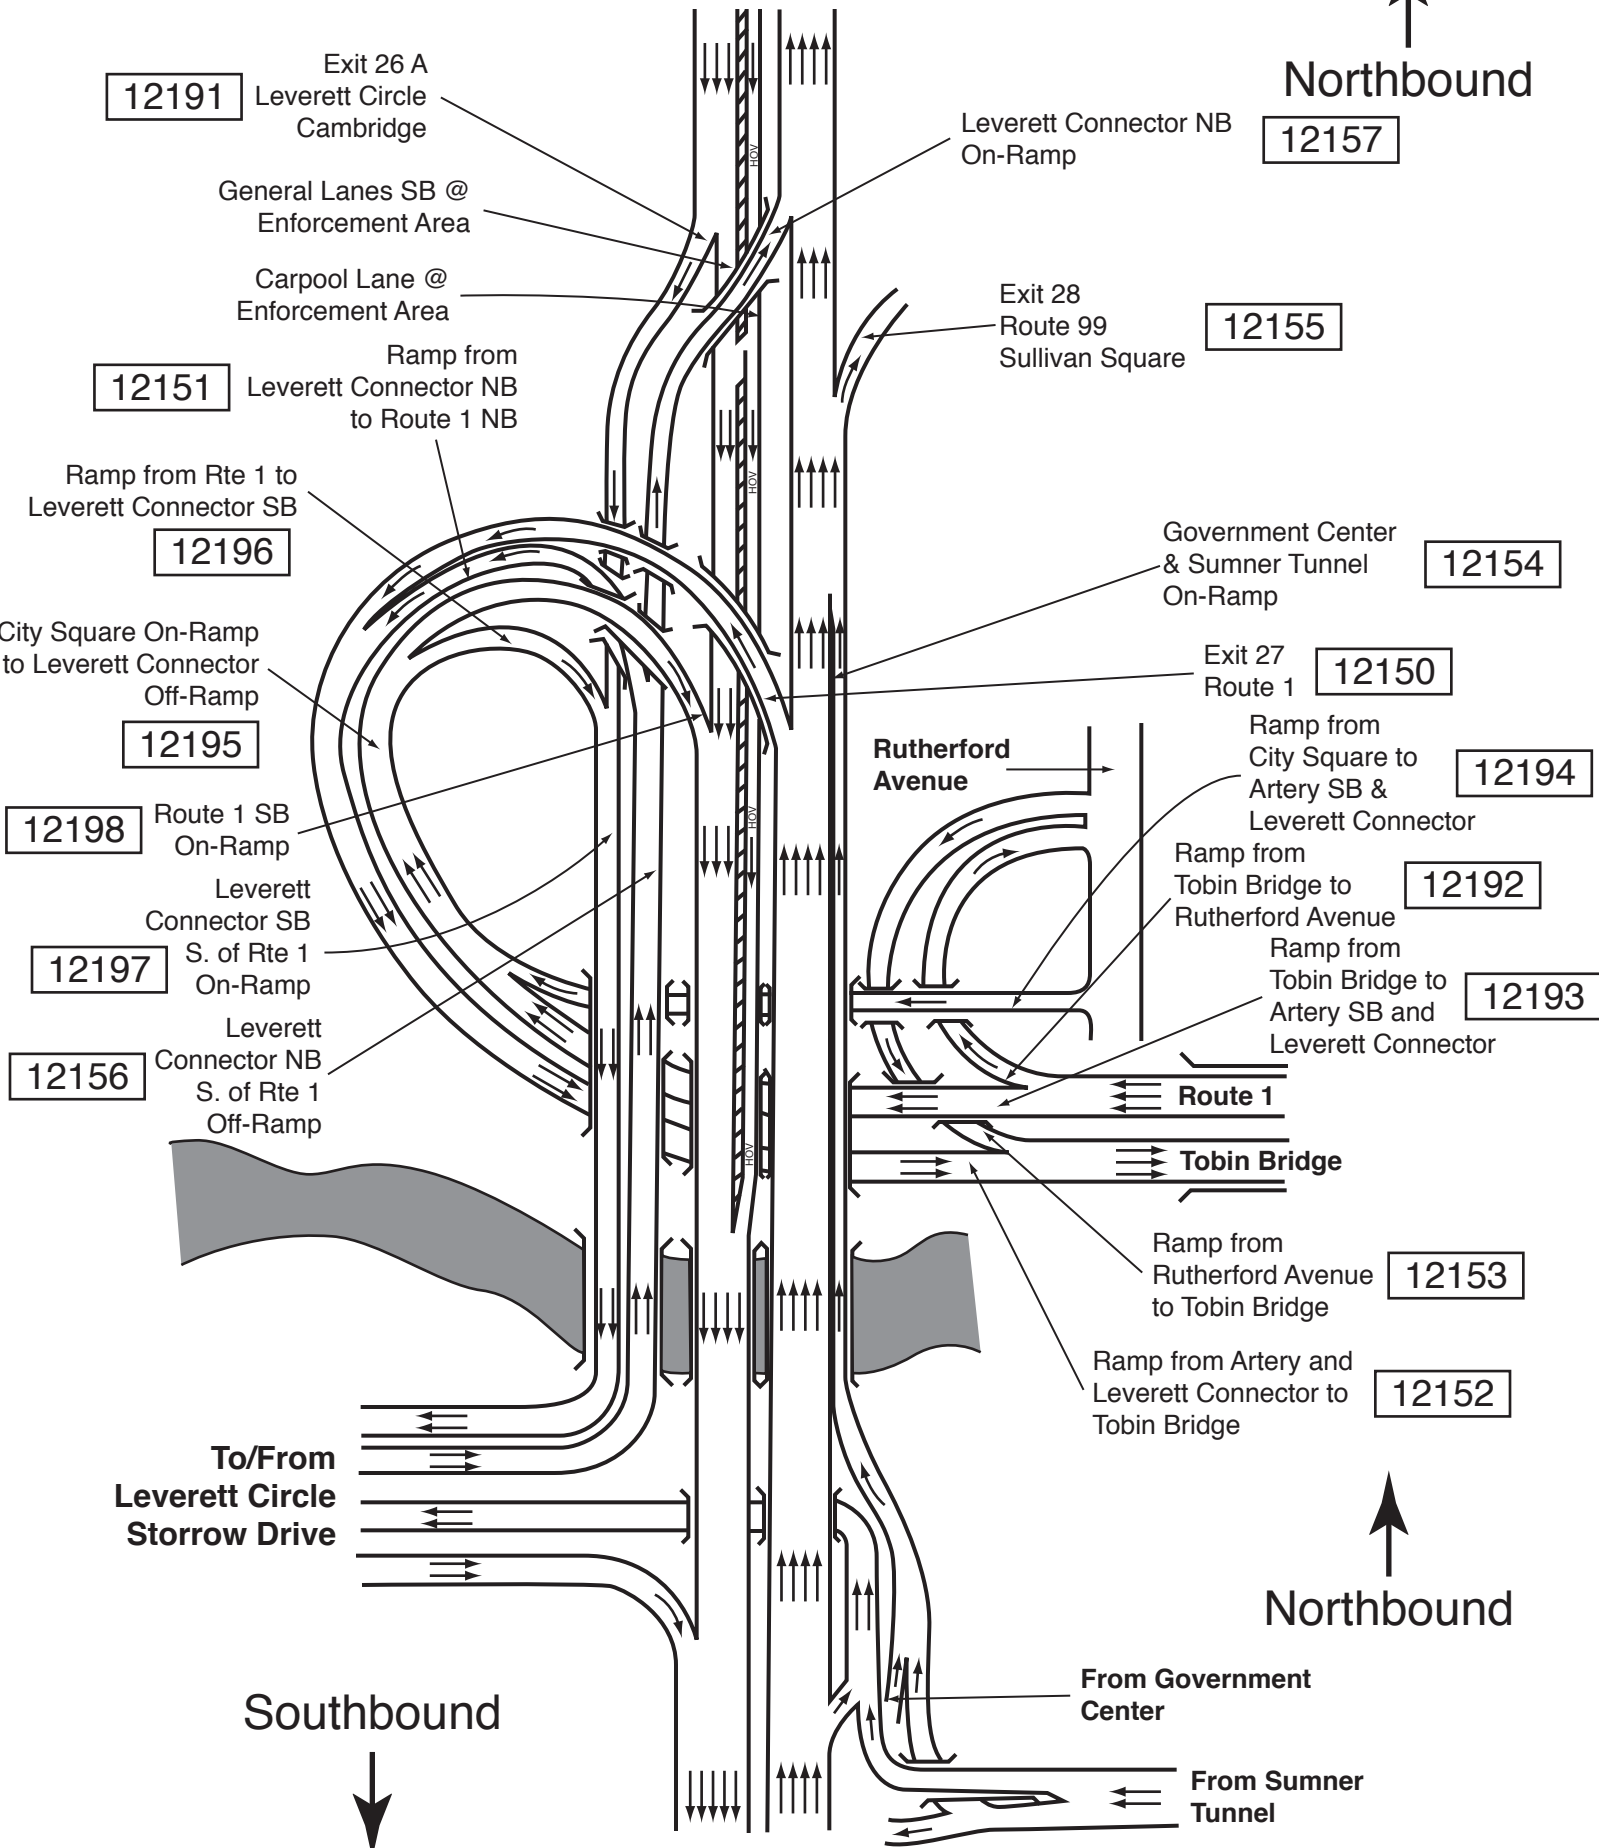 Northbound
12191
Exit 26 A
Leverett Circle
Cambridge
Leverett Connector NB
On-Ramp
12157
General Lanes SB @
Enforcement Area
HOV
Carpool Lane @
Enforcement Area
Exit 28
Route 99
Sullivan Square
12155
12151
Ramp from
Leverett Connector NB
to Route 1 NB
HOV
Ramp from Rte 1 to
Leverett Connector SB
12196
Government Center
& Sumner Tunnel
On-Ramp
12154
City Square On-Ramp
to Leverett Connector
Off-Ramp
12195
Exit 27
Route 1
12150
Rutherford
Avenue
Ramp from
City Square to
Artery SB &
Leverett Connector
12194
12198
Route 1 SB
On-Ramp
HOV
Ramp from
Tobin Bridge to
Rutherford Avenue
12192
Leverett
Connector SB
S. of Rte 1
On-Ramp
12197
Ramp from
Tobin Bridge to
Artery SB and
Leverett Connector
12193
Leverett
Connector NB
S. of Rte 1
Off-Ramp
12156
Route 1
HOV
Tobin Bridge
Ramp from
Rutherford Avenue
to Tobin Bridge
12153
Ramp from Artery and
Leverett Connector to
Tobin Bridge
12152
To/From
Leverett Circle
Storrow Drive
Northbound
Southbound
From Government
Center
From Sumner
Tunnel